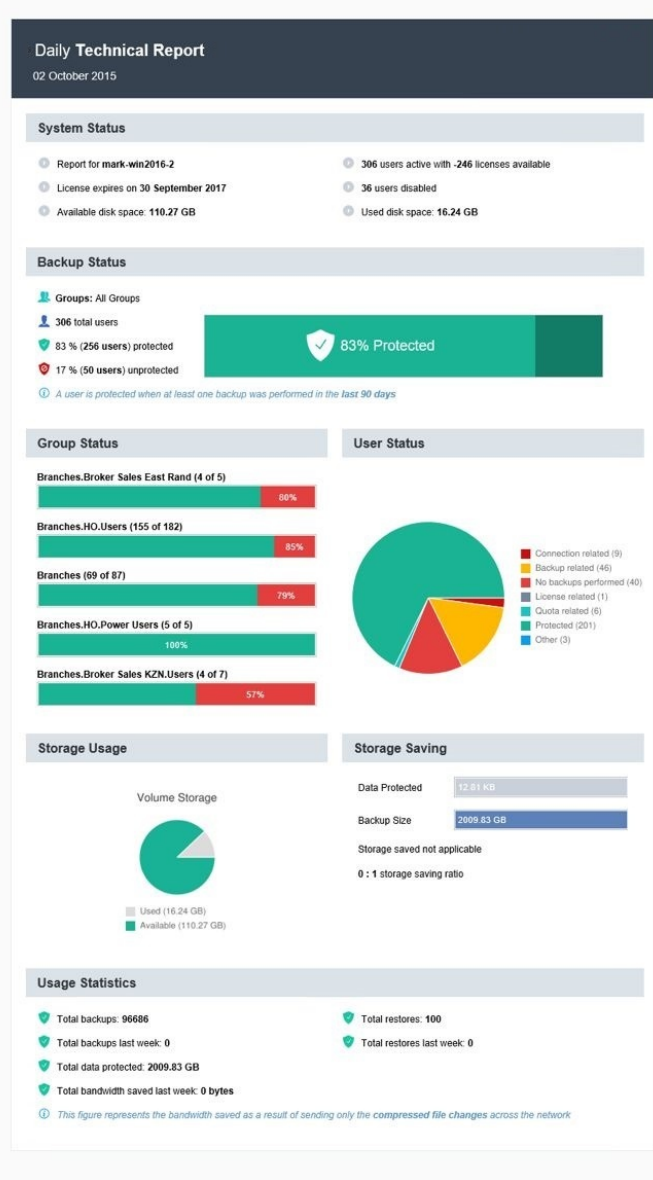 Daily Technical Report
02 October 2015
System Status
Report for mark-win2016-2
306 users active with -246 licenses available
License expires on 30 September 2017
36 users disabled
Available disk space: 110.27 GB
Used disk space: 16.24 GB
Backup Status
Groups: All Groups
306 total users
83 % (256 users) protected
17 % (50 users) unprotected
83% Protected
A user is protected when at least one backup was performed in the last 90 days
Group Status
Branches.Broker Sales East Rand (4 of 5)
80%
Branches.HO.Users (155 of 182)
85%
Branches (69 of 87)
79%
Branches.HO.Power Users (5 of 5)
100%
Branches.Broker Sales KZN.Users (4 of 7)
57%
User Status
Connection related (9)
Backup related (46)
No backups performed (40)
License related (1)
Quota related (6)
Protected (201)
Other (3)
Storage Usage
Volume Storage
Used (16.24 GB)
Available (110.27 GB)
Storage Saving
Data Protected
12.81 KB
Backup Size
2009.83 GB
Storage saved not applicable
0 : 1 storage saving ratio
Usage Statistics
Total backups: 96686
Total restores: 100
Total backups last week: 0
Total restores last week: 0
Total data protected: 2009.83 GB
Total bandwidth saved last week: 0 bytes
This figure represents the bandwidth saved as a result of sending only the compressed file changes across the network